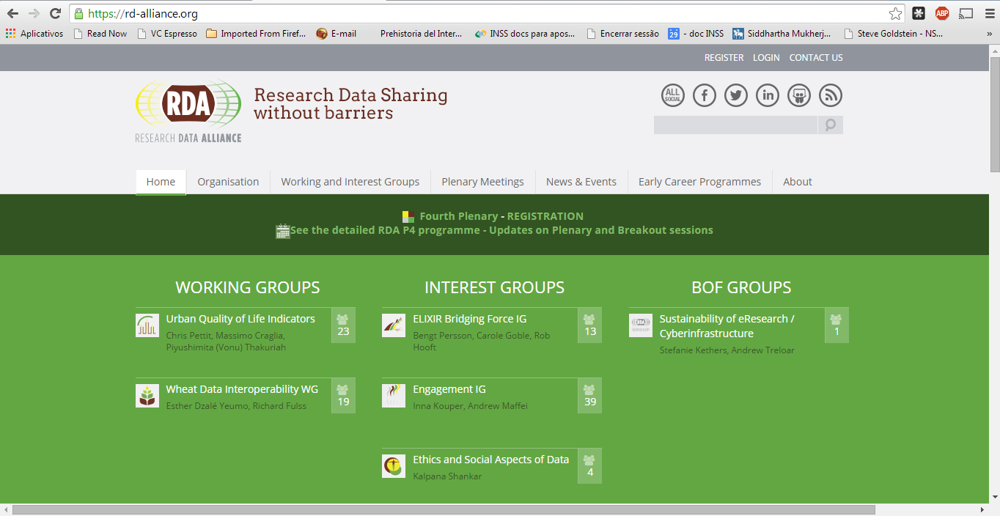 https://rd-alliance.org
ABP
Aplicativos Read Now VC Espresso Imported From Firef... E-mail Prehistoria del Inter... INSS docs para apos... Encerrar sessão 29 - doc INSS Siddhartha Mukherj... Steve Goldstein - NS... »
REGISTER LOGIN CONTACT US
RDA
RESEARCH DATA ALLIANCE
Research Data Sharing
without barriers
ALL
SOCIAL
Home Organisation Working and Interest Groups Plenary Meetings News & Events Early Career Programmes About
Fourth Plenary - REGISTRATION
See the detailed RDA P4 programme - Updates on Plenary and Breakout sessions
WORKING GROUPS
Urban Quality of Life Indicators
Chris Pettit, Massimo Craglia,
Piyushimita (Vonu) Thakuriah
23
Wheat Data Interoperability WG
Esther Dzalé Yeumo, Richard Fulss
19
INTEREST GROUPS
ELIXIR Bridging Force IG
Bengt Persson, Carole Goble, Rob
Hooft
13
Engagement IG
Inna Kouper, Andrew Maffei
39
Ethics and Social Aspects of Data
Kalpana Shankar
4
BOF GROUPS
RDA
GROUP
Sustainability of eResearch /
Cyberinfrastructure
Stefanie Kethers, Andrew Treloar
1